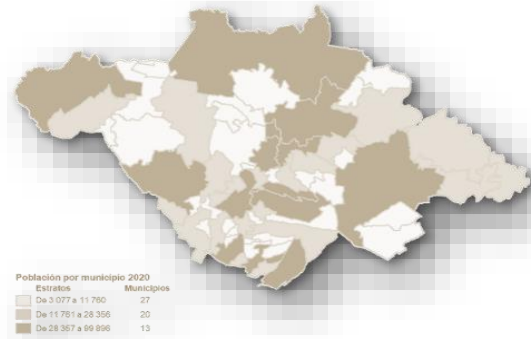 Población por municipio 2020
Estratos Municipios
De 3 077 a 11 760 27
De 11 761 a 28 356 20
De 28 357 a 99 896 13